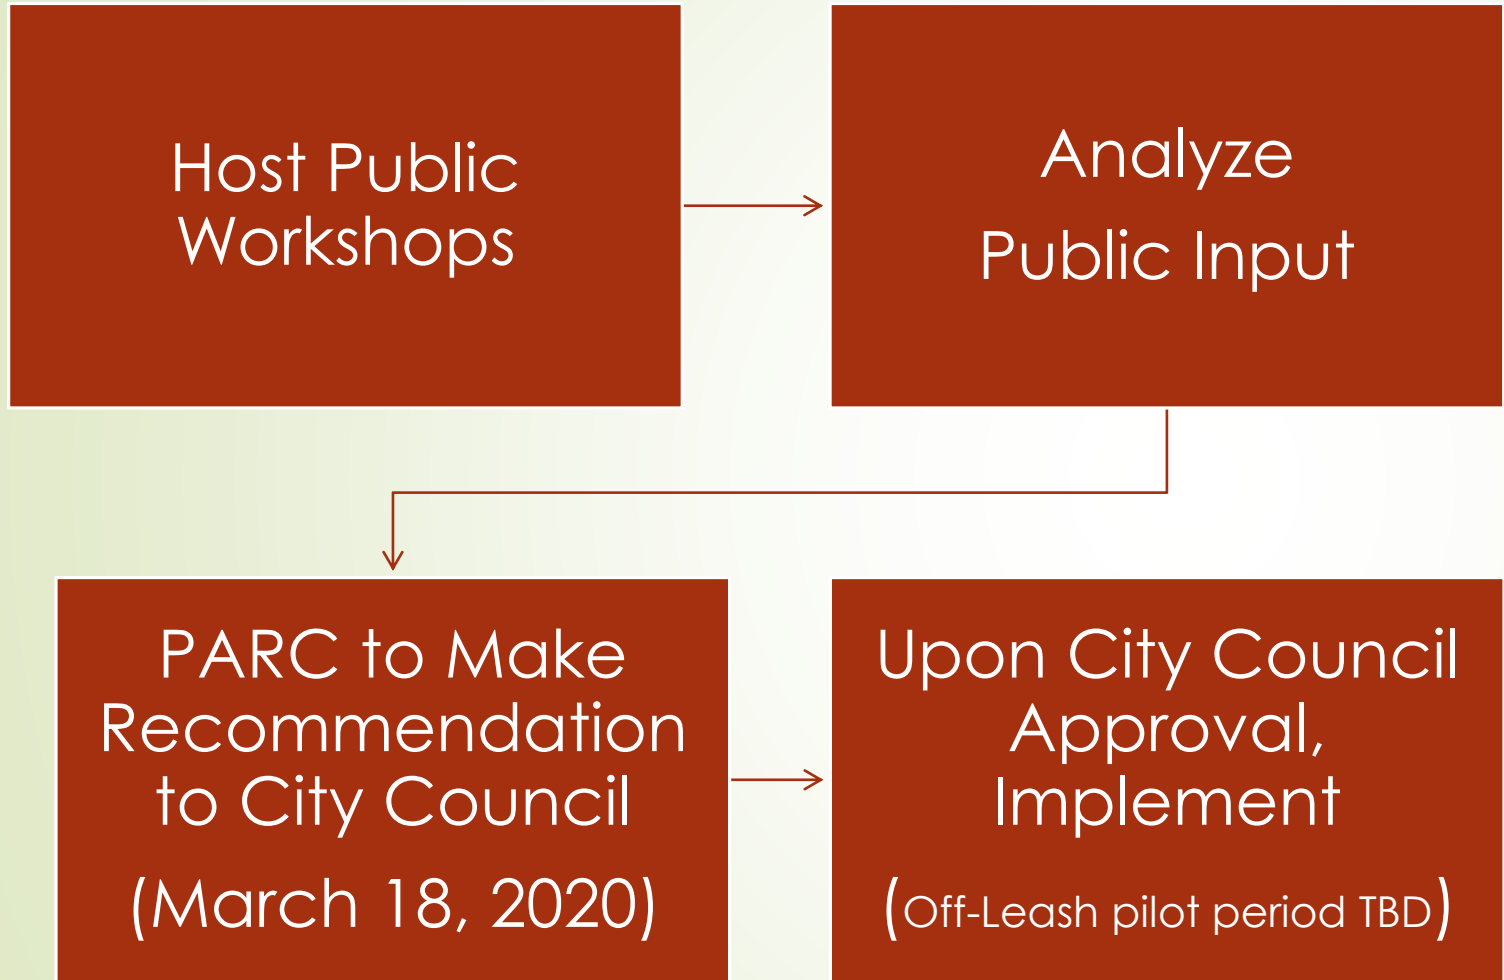 Host Public
Workshops
Analyze
Public Input
PARC to Make
Recommendation
to City Council
(March 18, 2020)
Upon City Council
Approval,
Implement
(Off-Leash pilot period TBD)